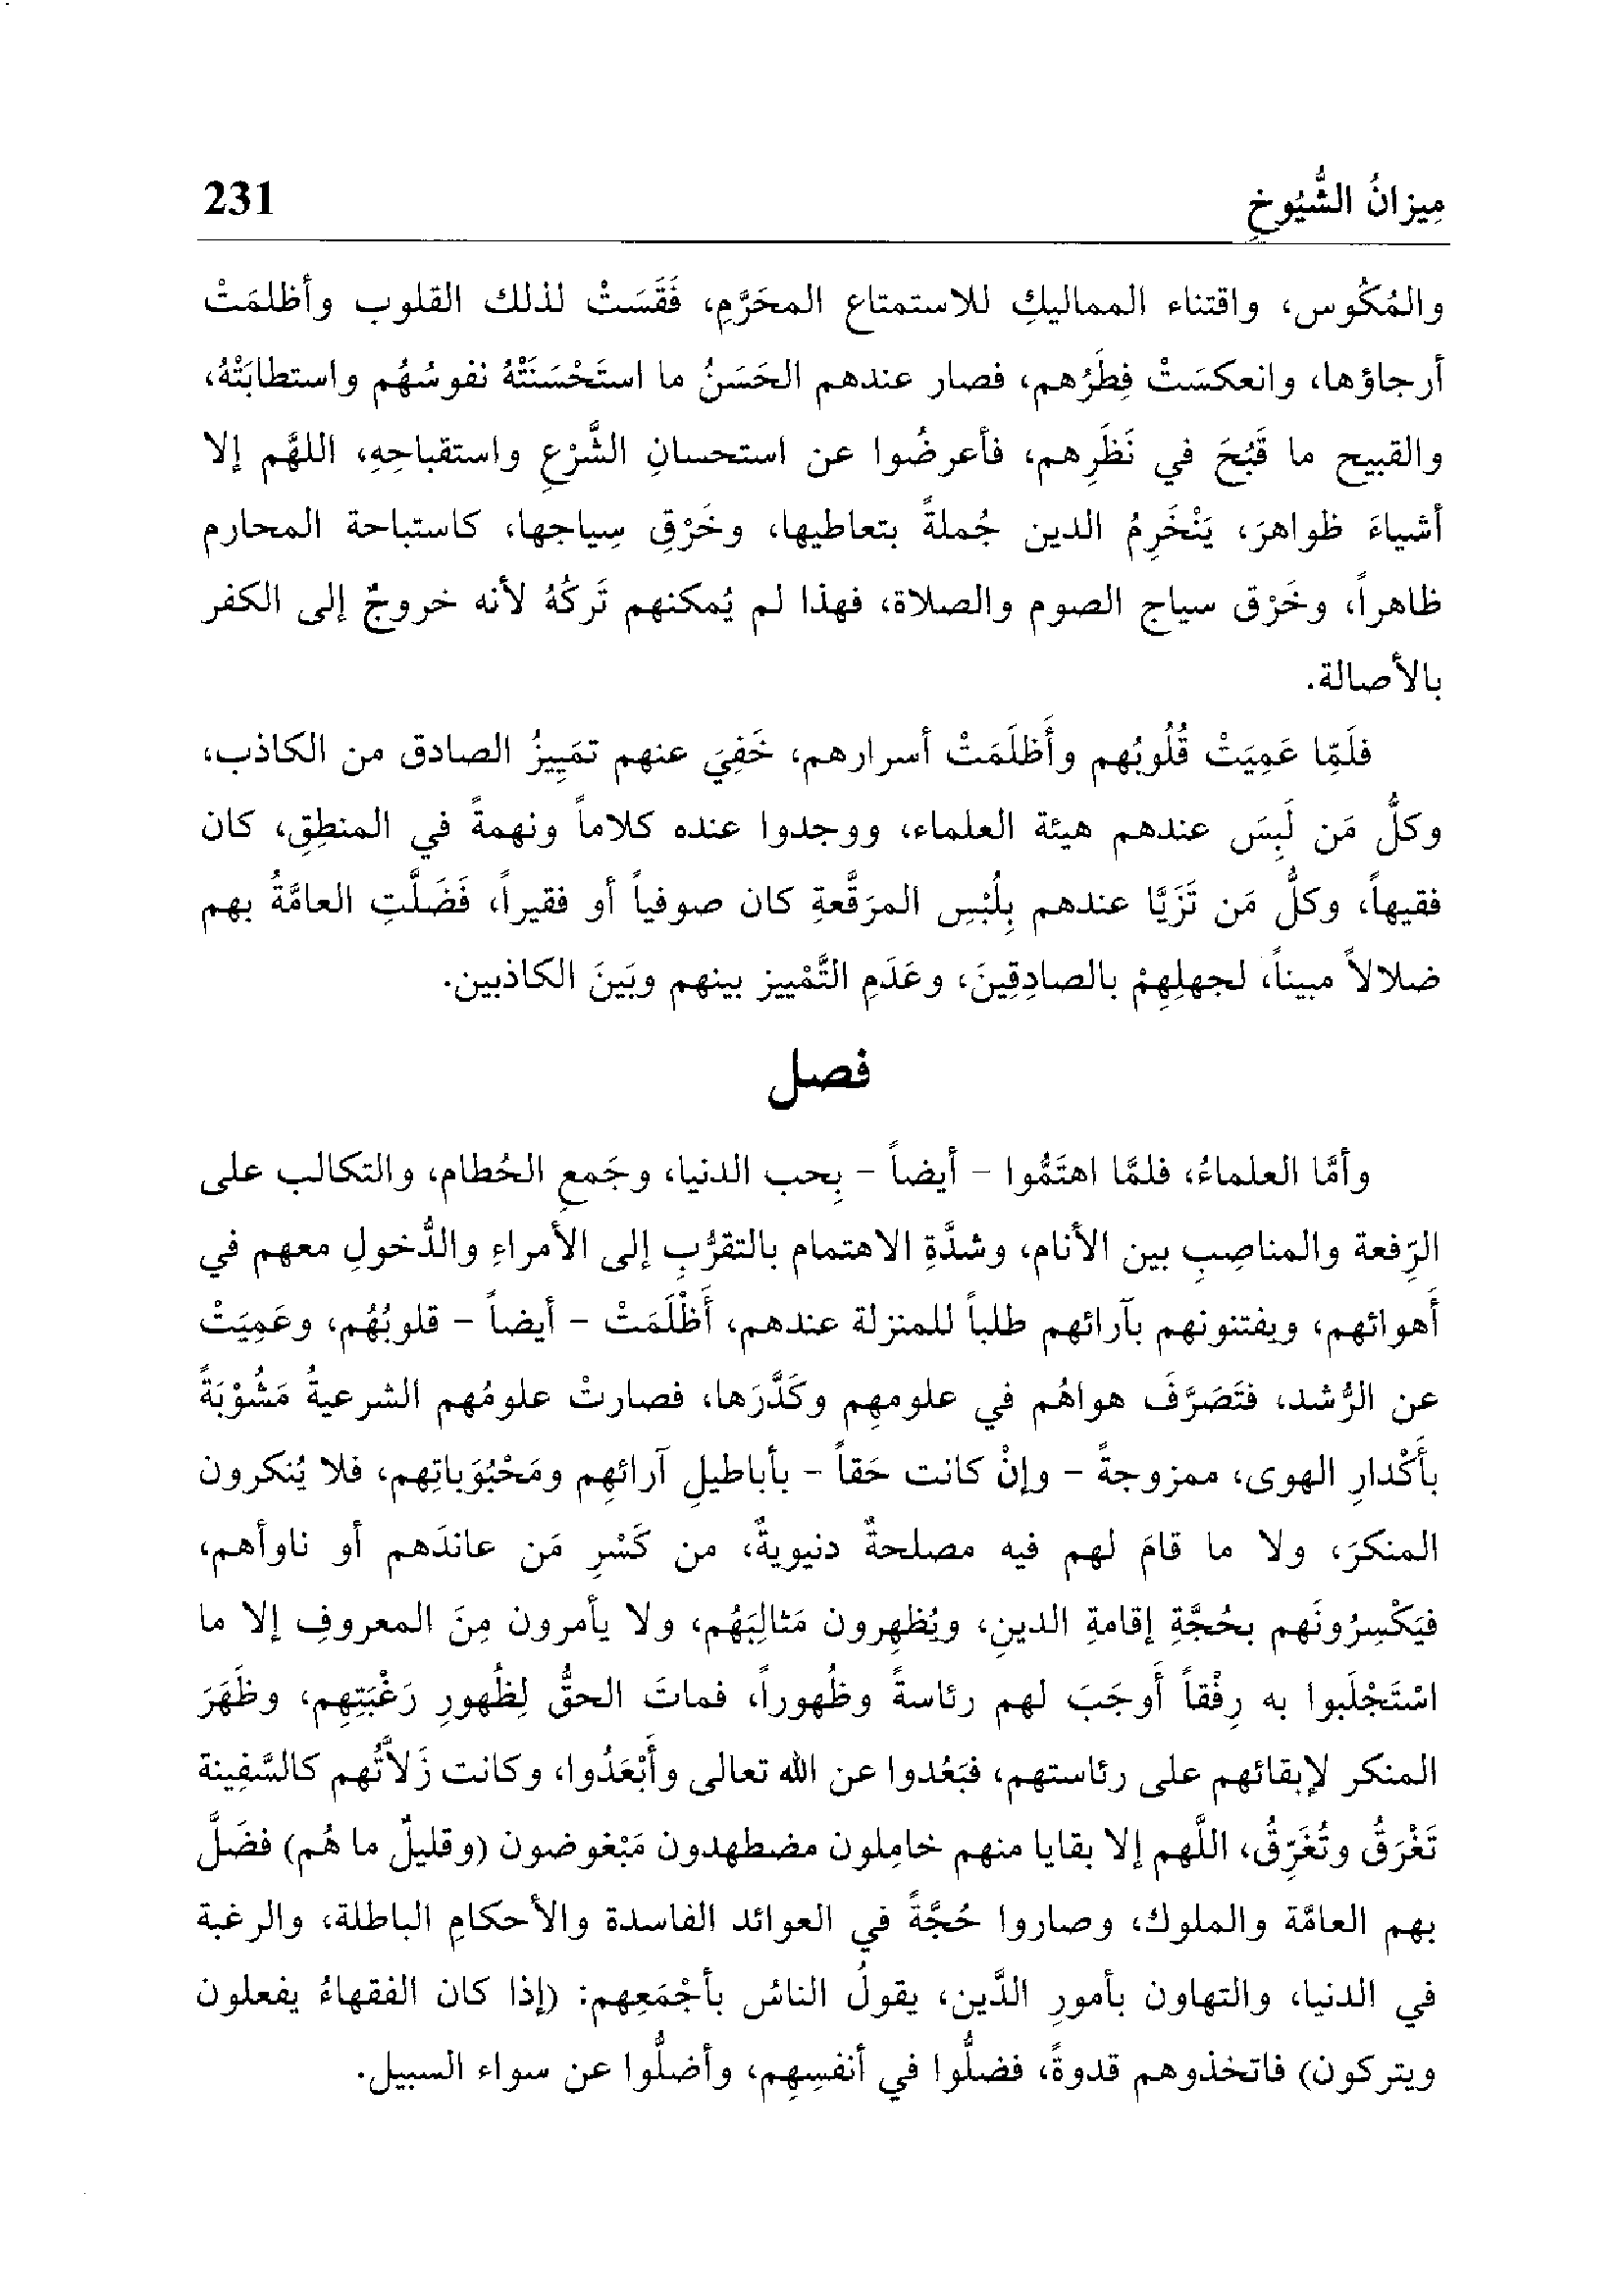 ميزانُ الشُّيُوخِ 231
والمُكُوس، واقتناء المماليكِ للاستمتاع المحَرَّمِ، فَقَسَتْ لذلك القلوب وأظلمَتْ
أرجاؤها، وانعكسَتْ فِطَرُهم، فصار عندهم الحَسَنُ ما استَحْسَنَتْهُ نفوسُهُم واستطابَتْهُ،
والقبيح ما قَبُحَ في نَظَرِهم، فأعرضُوا عن استحسانِ الشَّرْعِ واستقباحِهِ، اللهَّم إلا
أشياءَ ظواهرَ، يَنْخَرِمُ الدين جُملةً بتعاطيها، وخَرْقِ سِياجها، كاستباحة المحارم
ظاهراً، وخَرْق سياج الصوم والصلاة، فهذا لم يُمكنهم تَركُهُ لأنه خروجٌ إلى الكفر
بالأصالة.
فلَمّا عَمِيَتْ قُلُوبُهم وأَظلَمَتْ أسرارهم، خَفِيَ عنهم تمَيِيزُ الصادق من الكاذب،
وكلُّ مَن لَبِسَ عندهم هيئة العلماء، ووجدوا عنده كلاماً ونهمةً في المنطِقِ، كان
فقيهاً، وكلُّ مَن تَزَيَّا عندهم بِلُبْسِ المرَقَّعةِ كان صوفياً أو فقيراً، فَضَلَّتِ العامَّةُ بهم
ضلالاً مبيناً، لجهلِهِمْ بالصادِقِينَ، وعَدَمِ التَّمْييز بينهم وبَينَ الكاذبين.
فصل
وأمَّا العلماءُ، فلمَّا اهتَمُّوا - أيضاً - بِحب الدنيا، وجَمعِ الحُطام، والتكالب على
الرِّفعة والمناصِبِ بين الأنام، وشدَّةِ الاهتمام بالتقرُّبِ إلى الأمراءِ والدُّخولِ معهم في
أهوائهم، ويفتنونهم بآرائهم طلباً للمنزلة عندهم، أَظْلَمَتْ - أيضاً - قلوبُهُم، وعَمِيَتْ
عن الرُّشد، فتَصَرَّفَ هواهُم في علومهِم وكَدَّرَها، فصارتْ علومُهم الشرعيةُ مَشُوْبَةً
بأَكْدارِ الهوى، ممزوجةً - وإنْ كانت حَقاً - بأباطيلِ آرائهِم ومَحْبُوَباتِهم، فلا يُنكرون
المنكرَ، ولا ما قامَ لهم فيه مصلحةٌ دنيويةٌ، من كَسْرِ مَن عاندَهم أو ناوأهم،
فيَكْسِرُونَهم بحُجَّةِ إقامةِ الدينِ، ويُظهِرون مَثالِبَهُم، ولا يأمرون مِنَ المعروفِ إلا ما
اسْتَجْلَبوا به رِفْقاً أَوجَبَ لهم رئاسةً وظُهوراً، فماتَ الحقُّ لِظُهورِ رَغْبَتِهِم، وظَهَرَ
المنكر لإبقائهم على رئاستهم، فبَعُدوا عن الله تعالى وأَبْعَدُوا، وكانت زَلاَّتُهم كالسَّفِينة
تَغْرَقُ وتُغَرِّقُ، اللَّهم إلا بقايا منهم خامِلون مضطهدون مَبْغوضون (وقليلٌ ما هُم) فضَلَّ
بهم العامَّة والملوك، وصاروا حُجَّةً في العوائد الفاسدة والأحكامِ الباطلة، والرغبة
في الدنيا، والتهاون بأمورِ الدَّين، يقولُ الناسُ بأجْمَعِهم: (إذا كان الفقهاءُ يفعلون
ويتركون) فاتخذوهم قدوةً، فضلُّوا في أنفسِهِم، وأضلُّوا عن سواء السبيل.